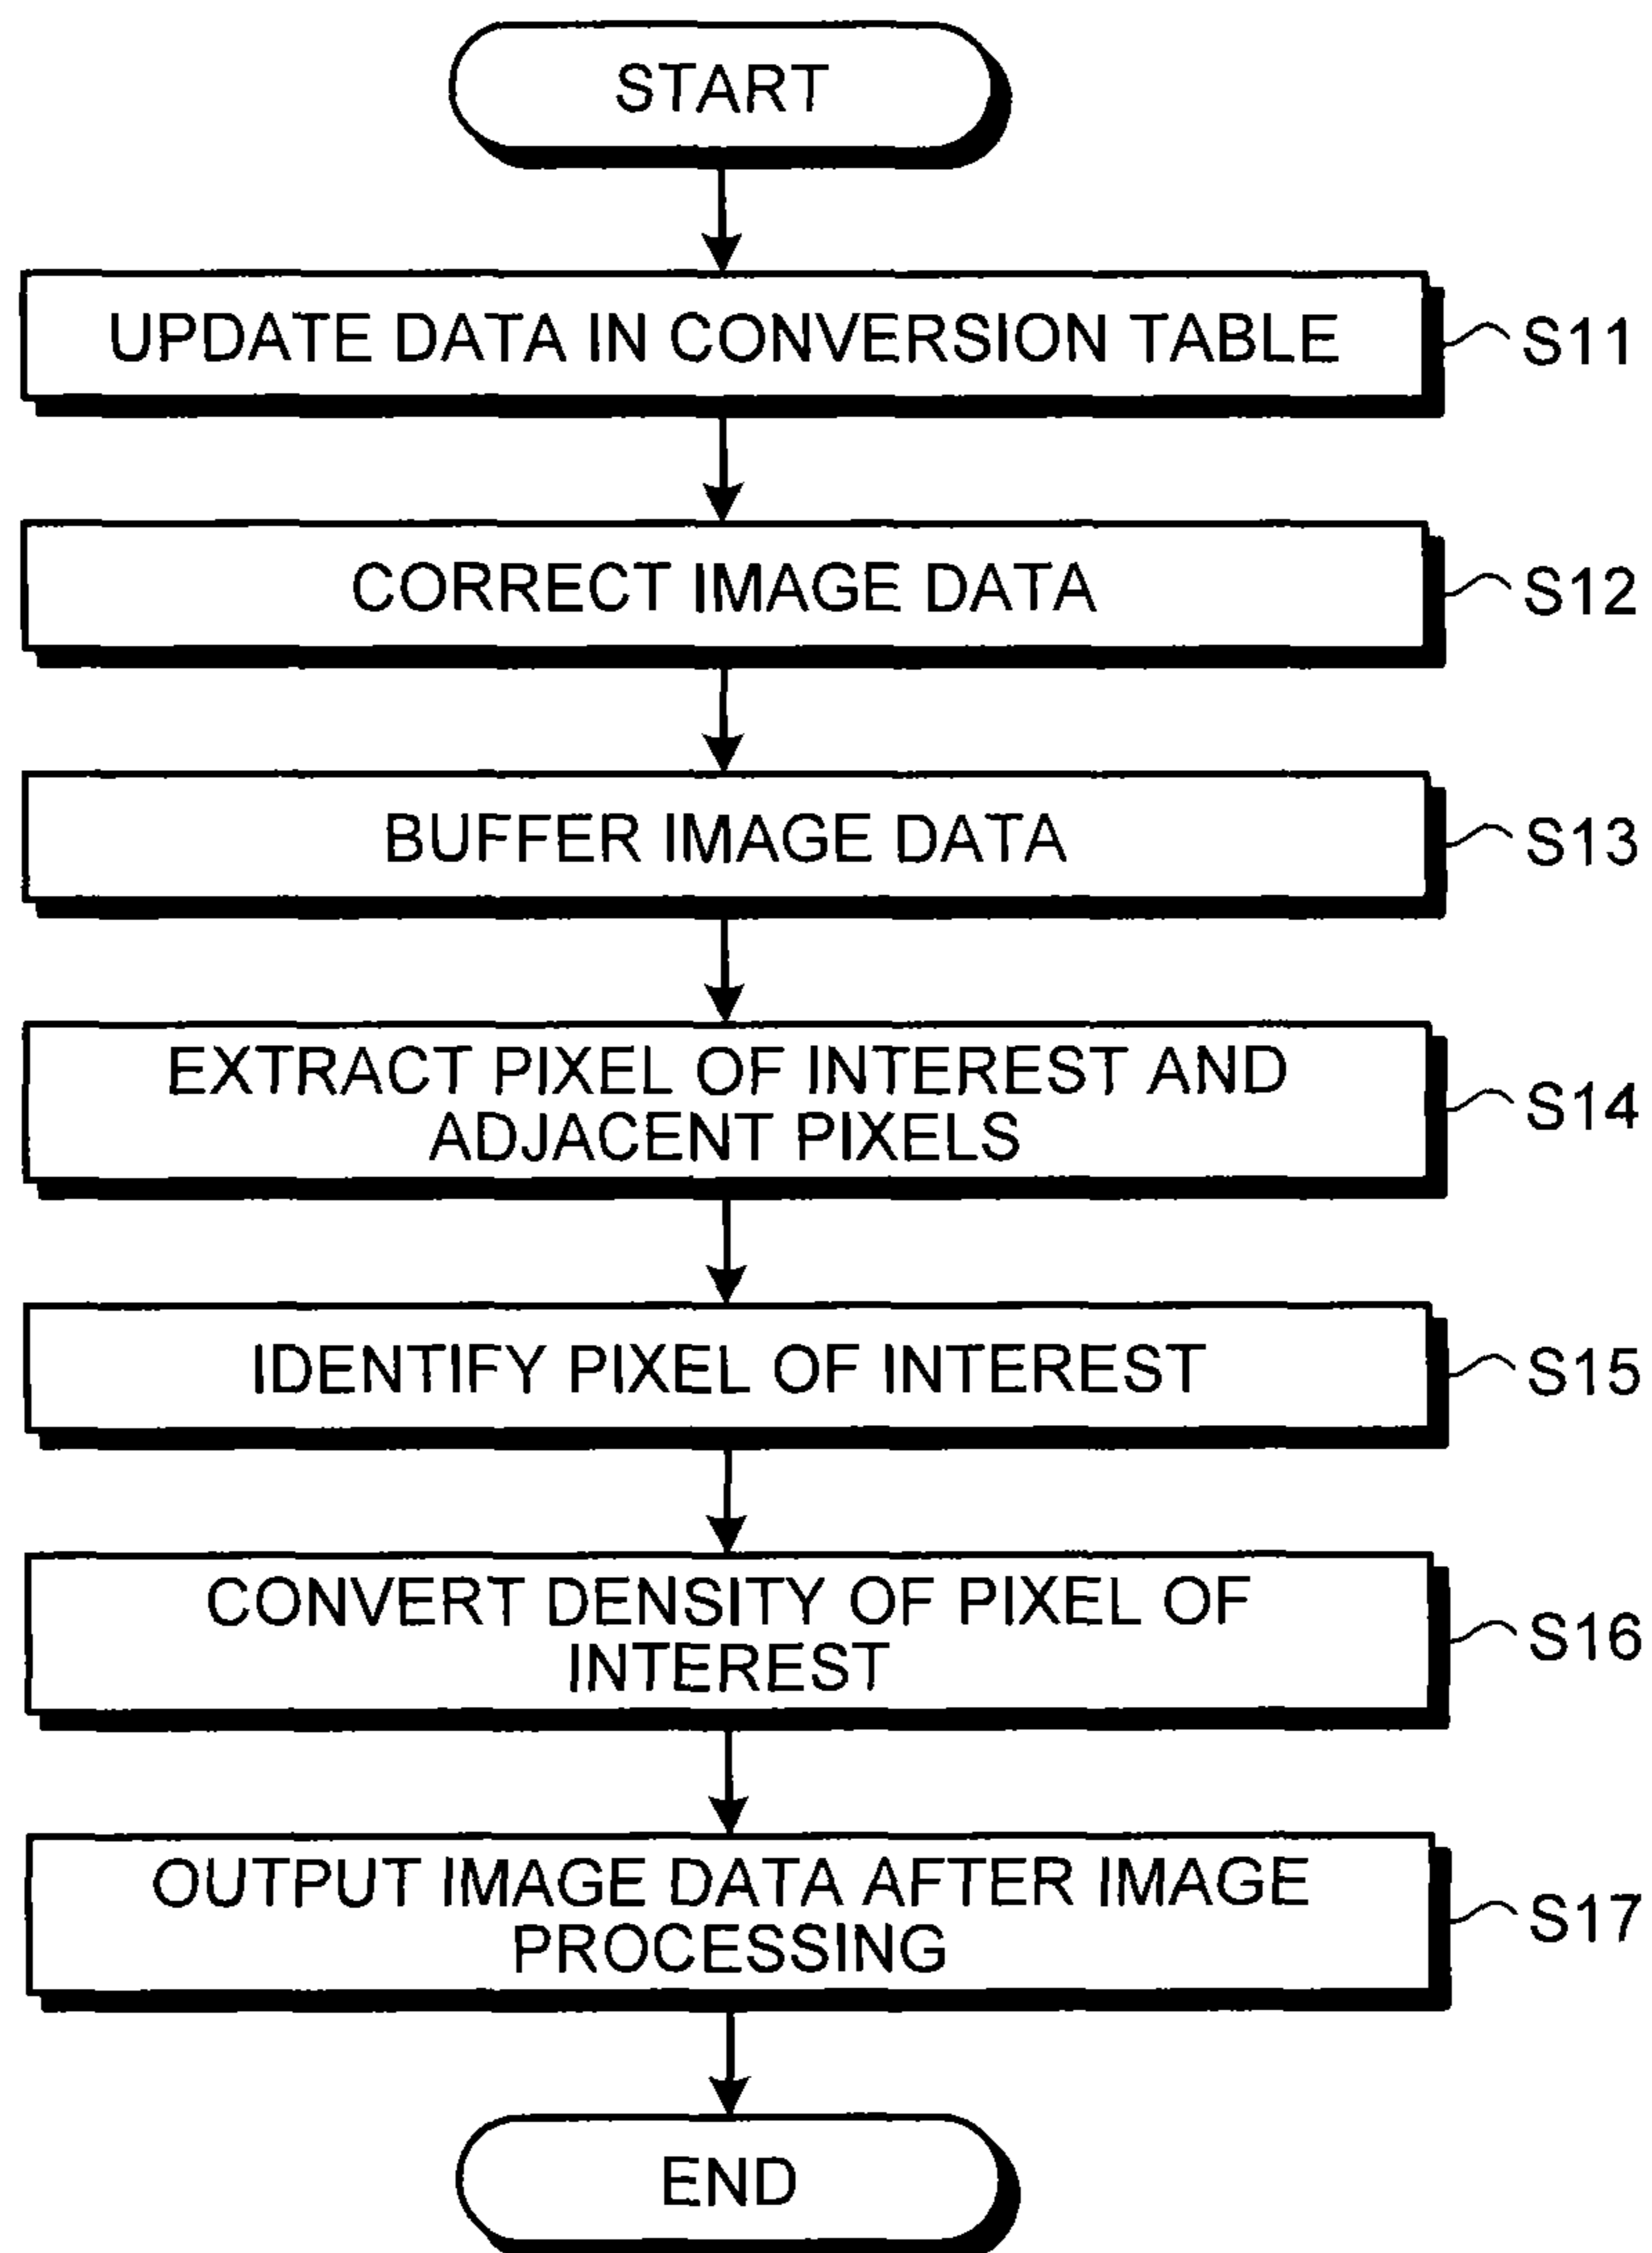 START
UPDATE DATA IN CONVERSION TABLE
S11
CORRECT IMAGE DATA
S12
BUFFER IMAGE DATA
S13
EXTRACT PIXEL OF INTEREST AND
ADJACENT PIXELS
S14
IDENTIFY PIXEL OF INTEREST
S15
CONVERT DENSITY OF PIXEL OF
INTEREST
S16
OUTPUT IMAGE DATA AFTER IMAGE
PROCESSING
S17
END